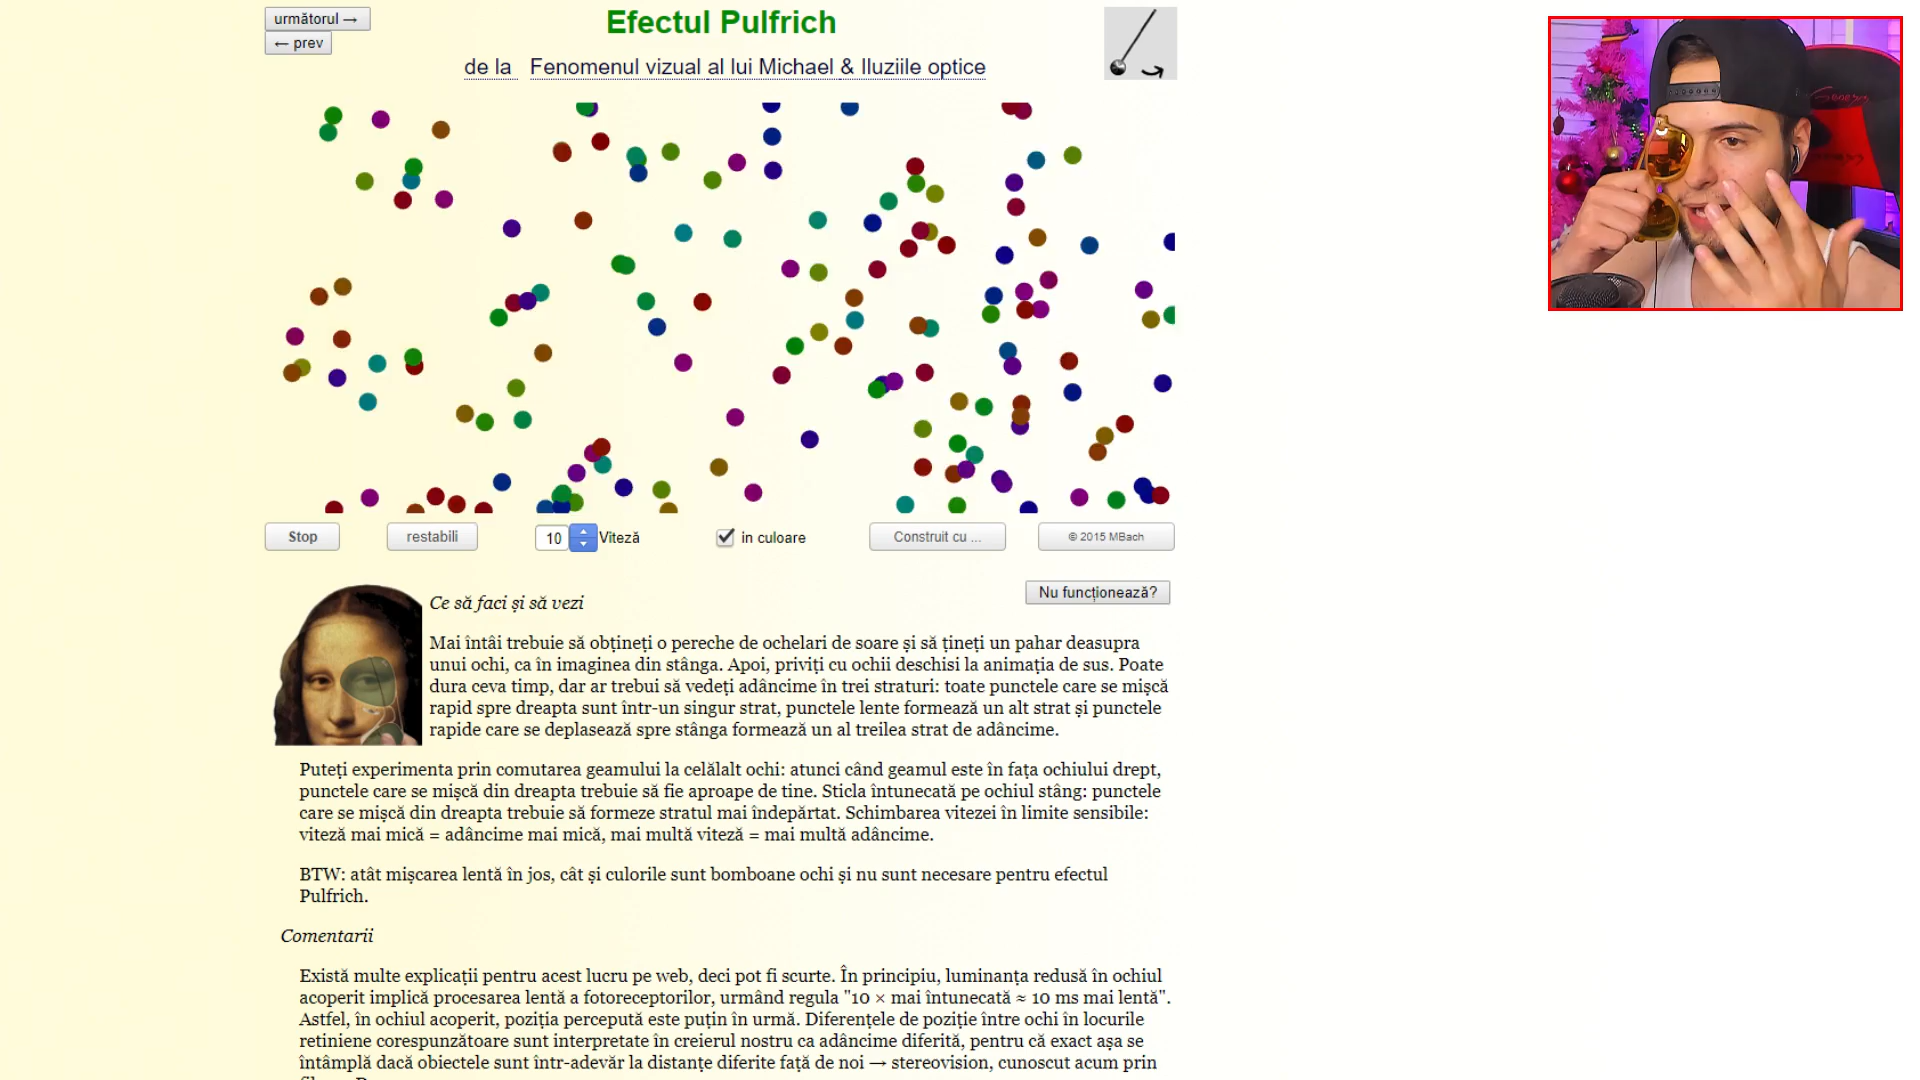 următorul →
← prev
Efectul Pulfrich
de la Fenomenul vizual al lui Michael & Iluziile optice
Stop
restabili
10 Viteză
in culoare
Construit cu ...
© 2015 MBach
Nu funcționează?
Ce să faci și să vezi
Mai întâi trebuie să obțineți o pereche de ochelari de soare și să țineți un pahar deasupra
unui ochi, ca în imaginea din stânga. Apoi, priviți cu ochii deschisi la animația de sus. Poate
dura ceva timp, dar ar trebui să vedeți adâncime în trei straturi: toate punctele care se mișcă
rapid spre dreapta sunt într-un singur strat, punctele lente formează un alt strat și punctele
rapide care se deplasează spre stânga formează un al treilea strat de adâncime.
Puteți experimenta prin comutarea geamului la celălalt ochi: atunci când geamul este în fața ochiului drept,
punctele care se mișcă din dreapta trebuie să fie aproape de tine. Sticla întunecată pe ochiul stâng: punctele
care se mișcă din dreapta trebuie să formeze stratul mai îndepărtat. Schimbarea vitezei în limite sensibile:
viteză mai mică = adâncime mai mică, mai multă viteză = mai multă adâncime.
BTW: atât mișcarea lentă în jos, cât și culorile sunt bomboane ochi și nu sunt necesare pentru efectul
Pulfrich.
Comentarii
Există multe explicații pentru acest lucru pe web, deci pot fi scurte. În principiu, luminanța redusă în ochiul
acoperit implică procesarea lentă a fotoreceptorilor, urmând regula "10 × mai întunecată ≈ 10 ms mai lentă".
Astfel, în ochiul acoperit, poziția percepută este puțin în urmă. Diferențele de poziție între ochi în locurile
retiniene corespunzătoare sunt interpretate în creierul nostru ca adâncime diferită, pentru că exact așa se
întâmplă dacă obiectele sunt într-adevăr la distanțe diferite față de noi → stereovision, cunoscut acum prin